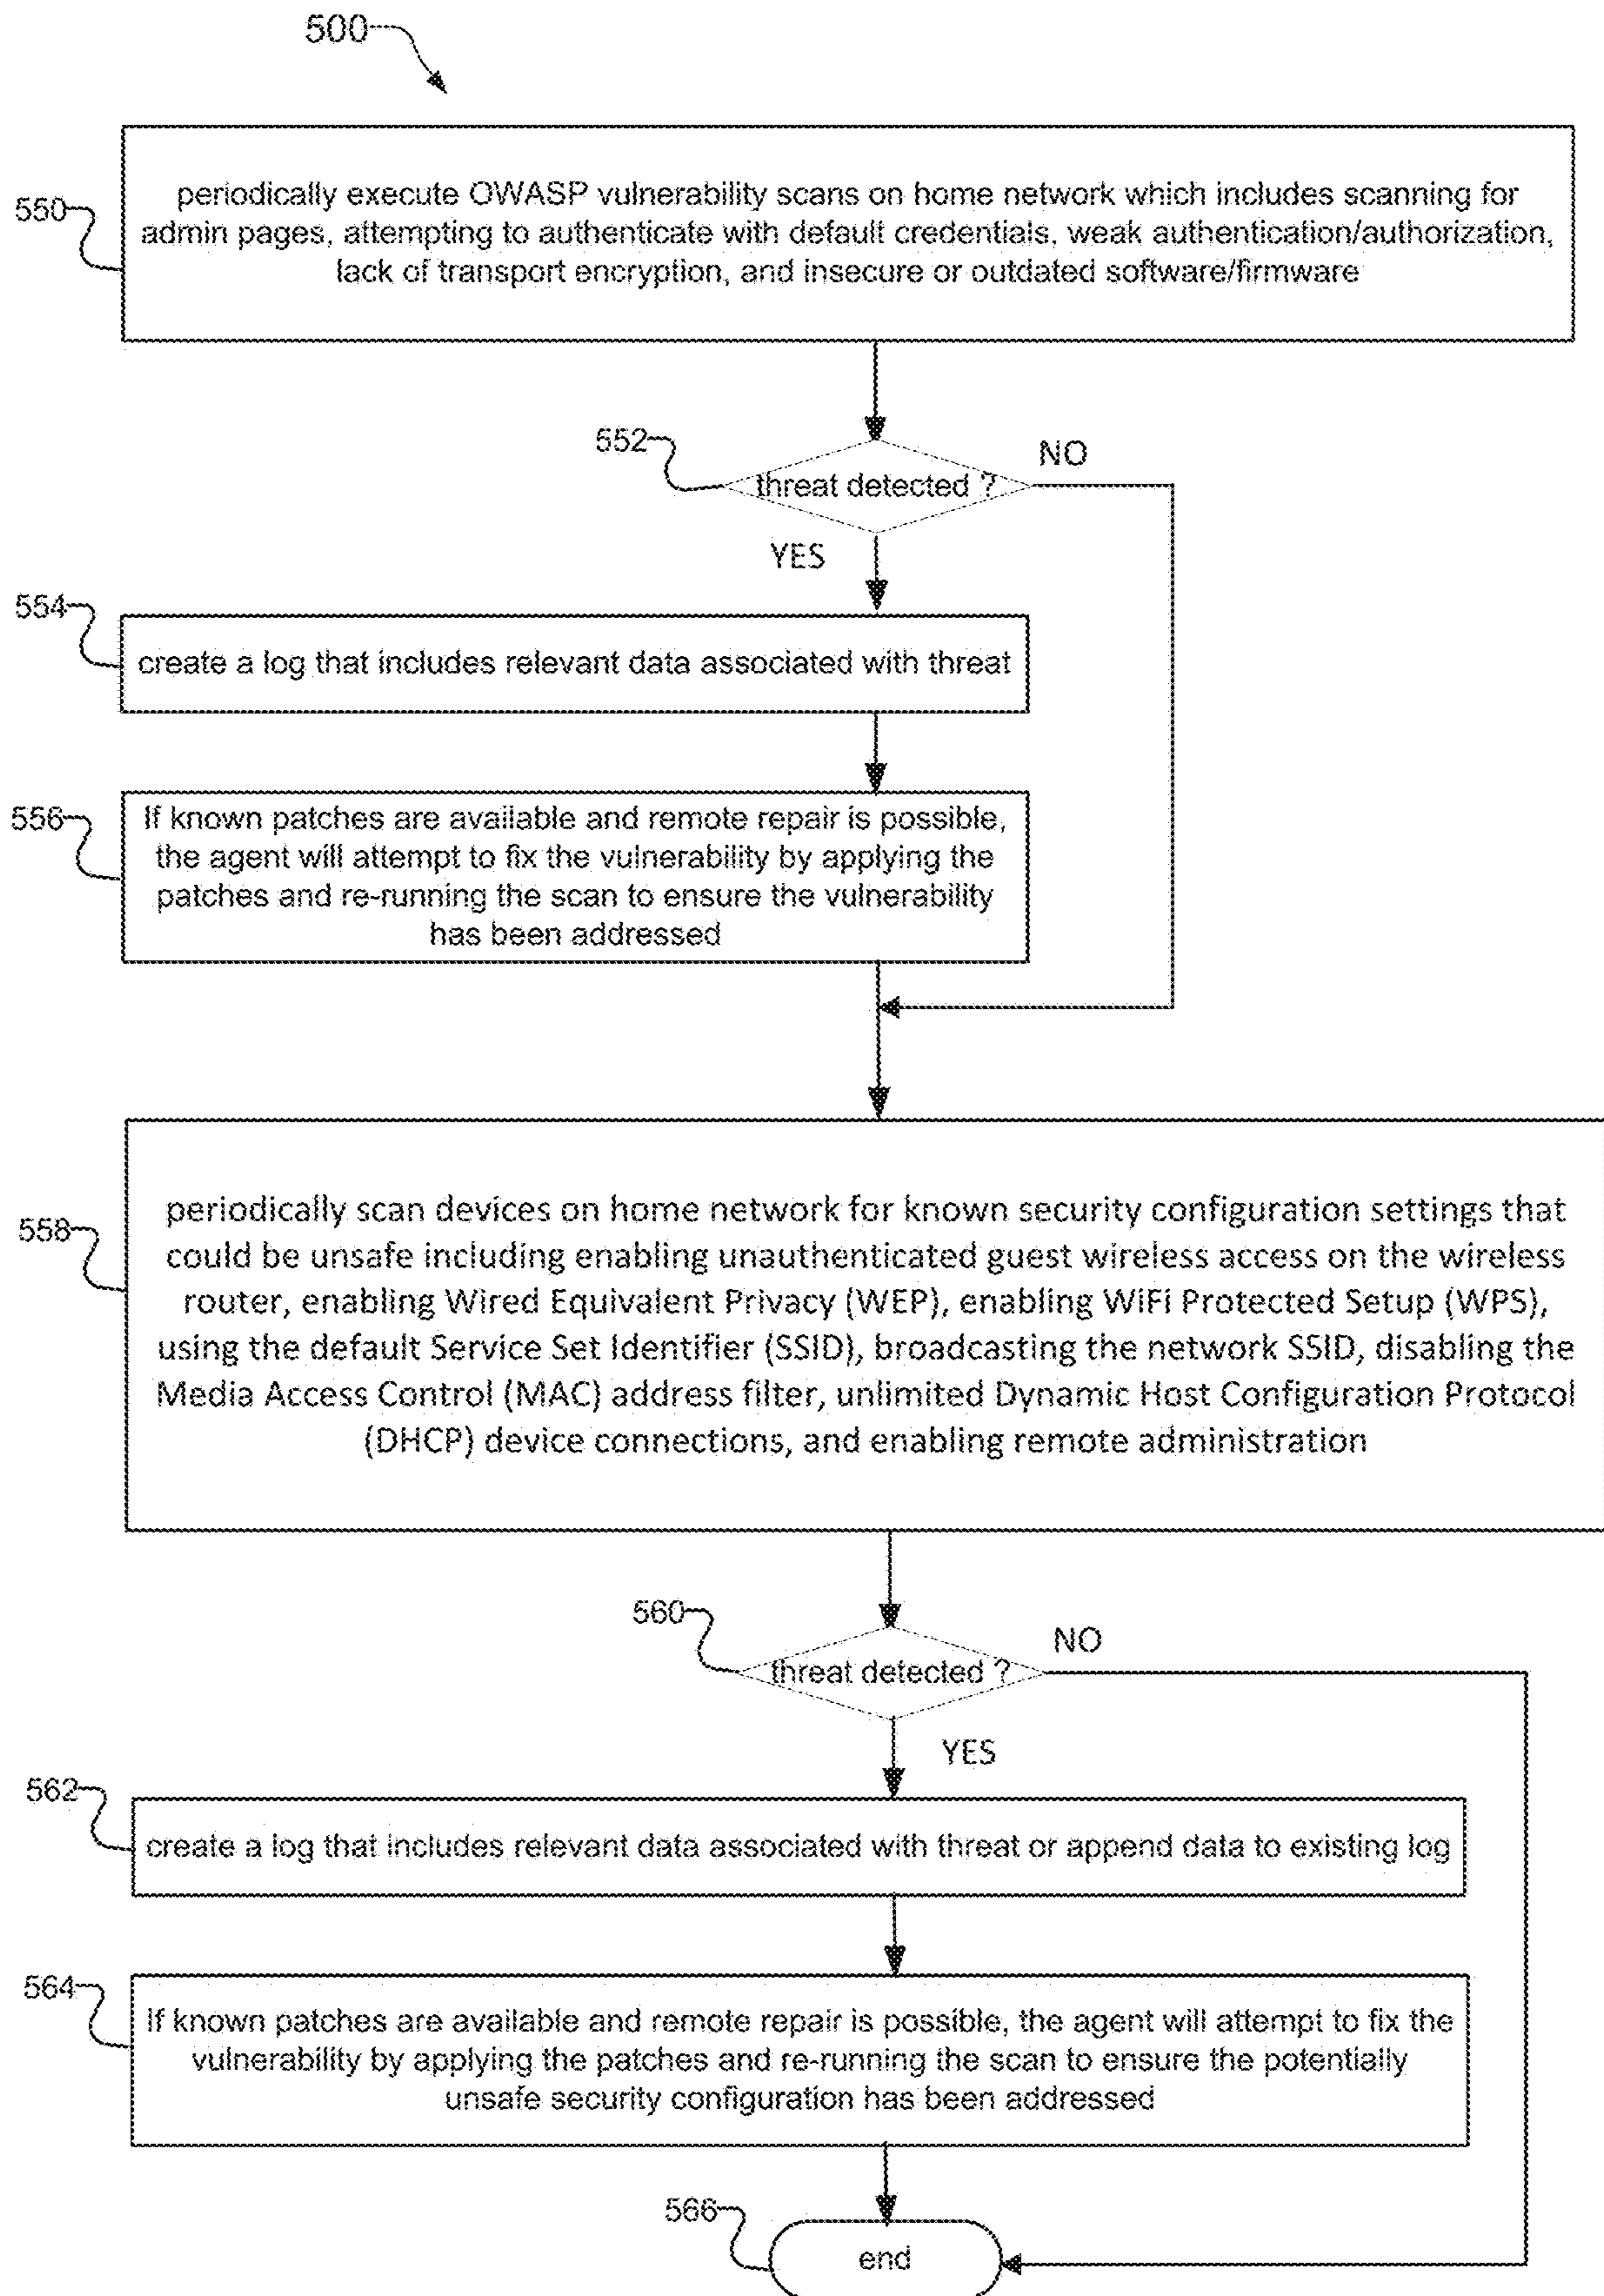 500
550
periodically execute OWASP vulnerability scans on home network which includes scanning for
admin pages, attempting to authenticate with default credentials, weak authentication/authorization,
lack of transport encryption, and insecure or outdated software/firmware
552
threat detected ?
NO
YES
554
create a log that includes relevant data associated with threat
556
If known patches are available and remote repair is possible,
the agent will attempt to fix the vulnerability by applying the
patches and re-running the scan to ensure the vulnerability
has been addressed
558
periodically scan devices on home network for known security configuration settings that
could be unsafe including enabling unauthenticated guest wireless access on the wireless
router, enabling Wired Equivalent Privacy (WEP), enabling WiFi Protected Setup (WPS),
using the default Service Set Identifier (SSID), broadcasting the network SSID, disabling the
Media Access Control (MAC) address filter, unlimited Dynamic Host Configuration Protocol
(DHCP) device connections, and enabling remote administration
560
threat detected ?
NO
YES
562
create a log that includes relevant data associated with threat or append data to existing log
564
If known patches are available and remote repair is possible, the agent will attempt to fix the
vulnerability by applying the patches and re-running the scan to ensure the potentially
unsafe security configuration has been addressed
566
end